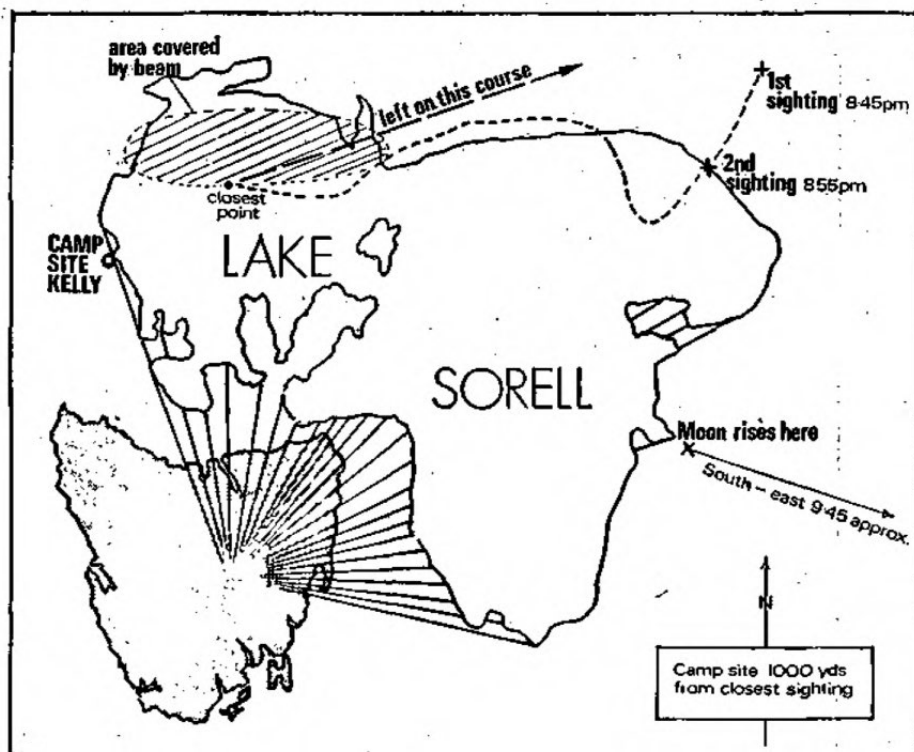 area covered
by beam
left on this course
1st
sighting 8·45pm
2nd
sighting 8·55pm
closest
point
CAMP
SITE
KELLY
LAKE
SORELL
Moon rises here
South-east 9·45 approx.
N
Camp site 1000 yds
from closest sighting